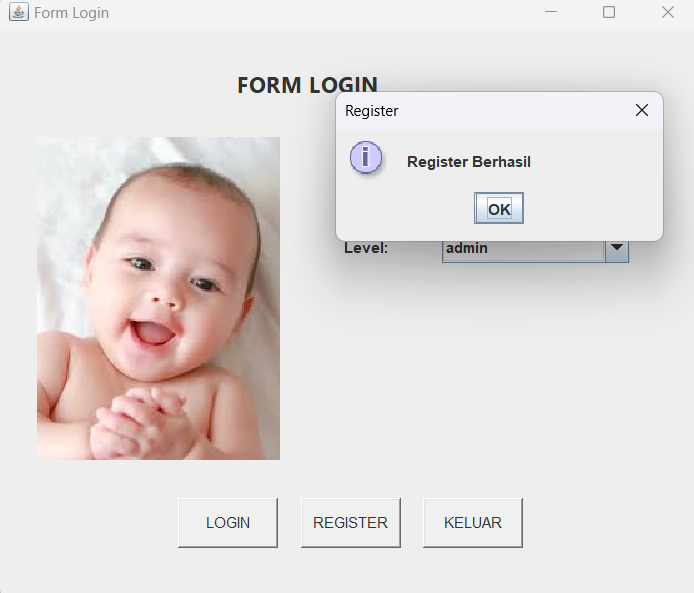 Form Login
FORM LOGIN
Register
Register Berhasil
OK
Level:
admin
LOGIN
REGISTER
KELUAR